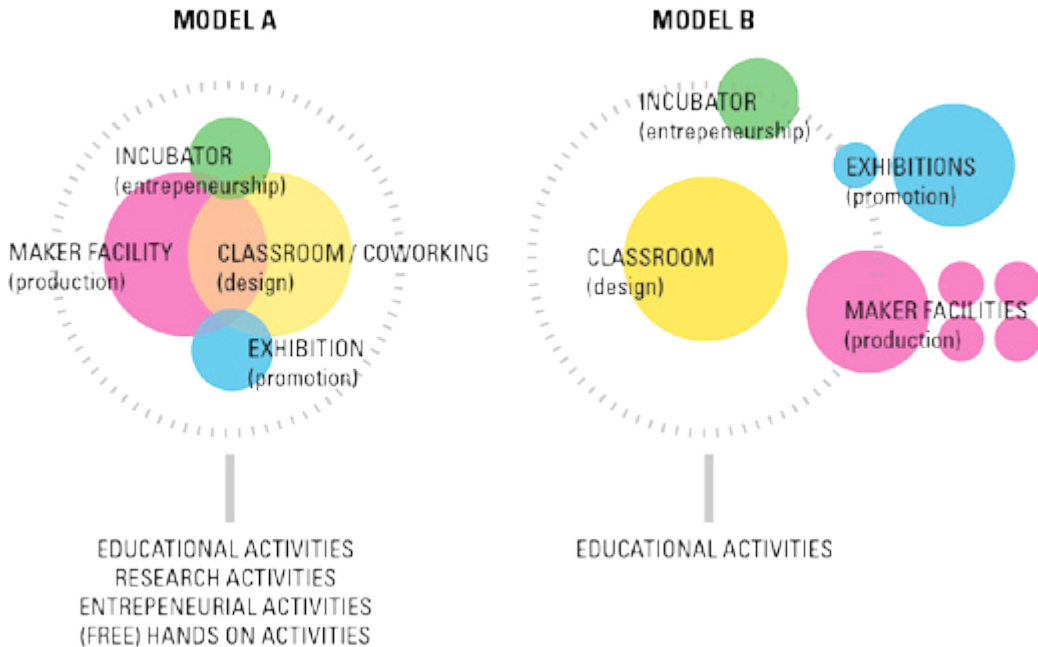 MODEL A
INCUBATOR
(entrepeneurship)
MAKER FACILITY
(production)
CLASSROOM / COWORKING
(design)
EXHIBITION
(promotion)
EDUCATIONAL ACTIVITIES
RESEARCH ACTIVITIES
ENTREPENEURIAL ACTIVITIES
(FREE) HANDS ON ACTIVITIES
MODEL B
INCUBATOR
(entrepeneurship)
EXHIBITIONS
(promotion)
CLASSROOM
(design)
MAKER FACILITIES
(production)
EDUCATIONAL ACTIVITIES